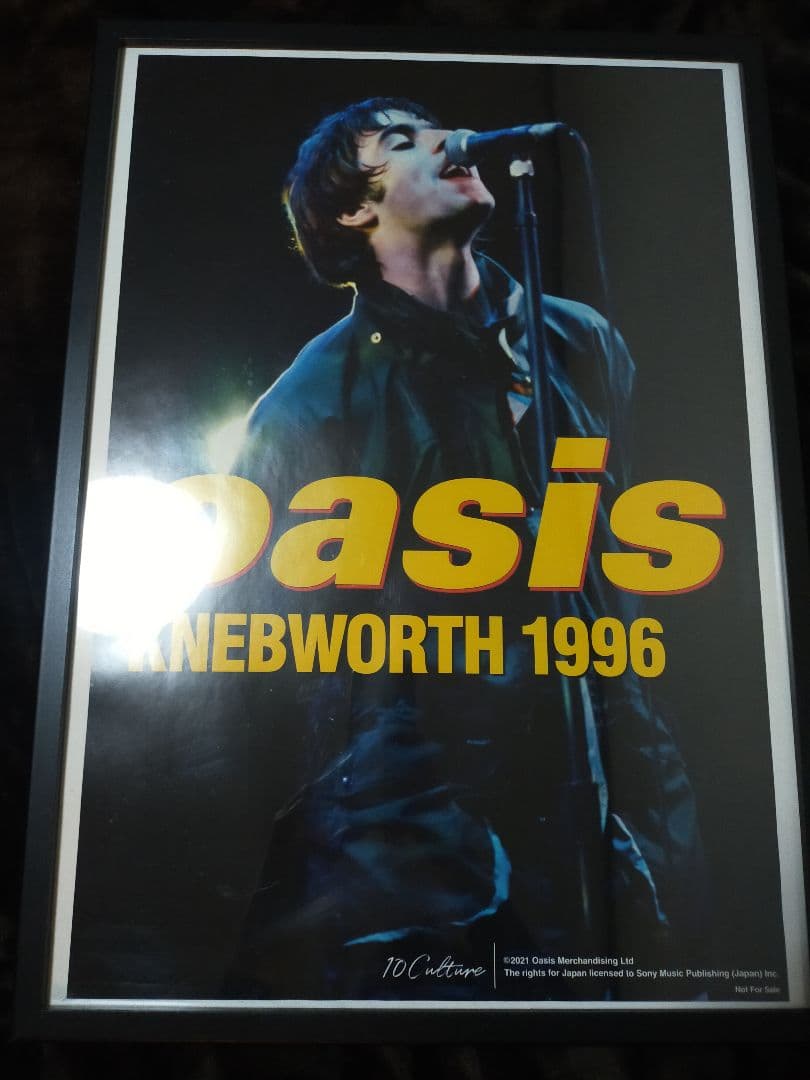 oasis
KNEBWORTH 1996
10 Culture
©2021 Oasis Merchandising Ltd
The rights for Japan licensed to Sony Music Publishing (Japan) Inc.
Not For Sale